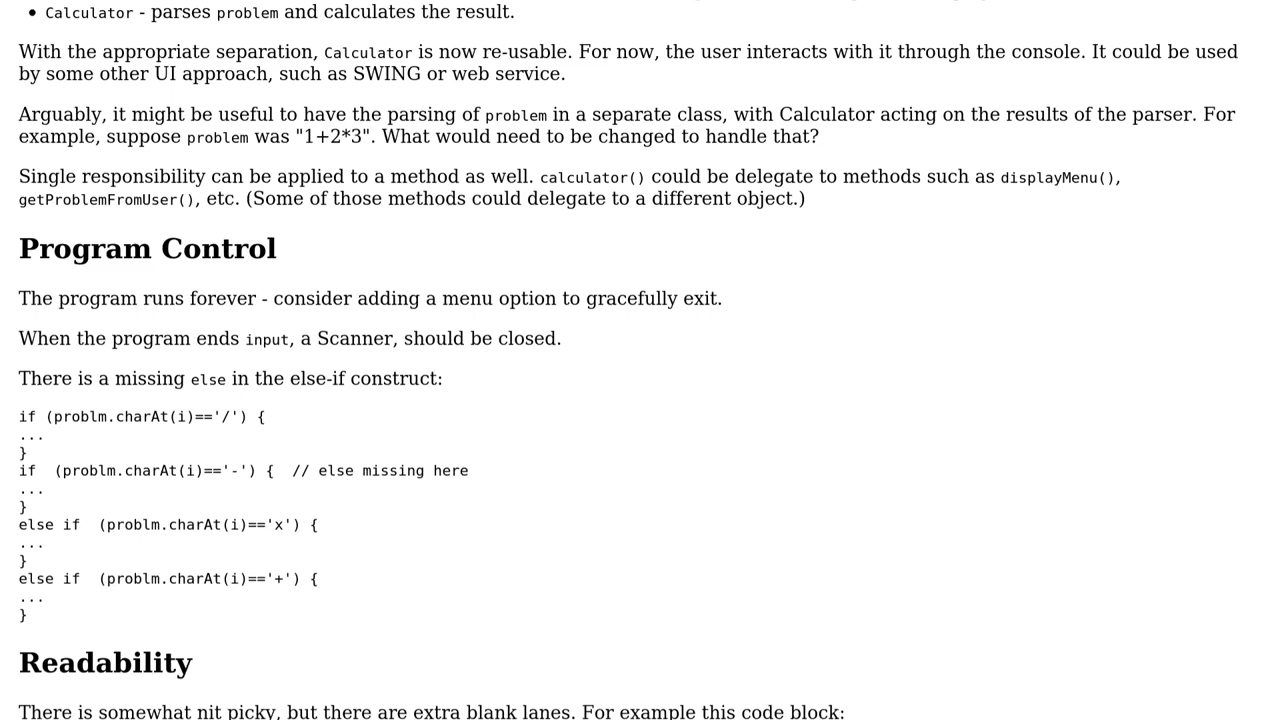 • Calculator - parses problem and calculates the result.
With the appropriate separation, Calculator is now re-usable. For now, the user interacts with it through the console. It could be used
by some other UI approach, such as SWING or web service.
Arguably, it might be useful to have the parsing of problem in a separate class, with Calculator acting on the results of the parser. For
example, suppose problem was "1+2*3". What would need to be changed to handle that?
Single responsibility can be applied to a method as well. calculator() could be delegate to methods such as displayMenu(),
getProblemFromUser(), etc. (Some of those methods could delegate to a different object.)
Program Control
The program runs forever - consider adding a menu option to gracefully exit.
When the program ends input, a Scanner, should be closed.
There is a missing else in the else-if construct:
if (problm.charAt(i)=='/') {
...
}
if  (problm.charAt(i)=='-') {  // else missing here
...
}
else if  (problm.charAt(i)=='x') {
...
}
else if  (problm.charAt(i)=='+') {
...
}
Readability
There is somewhat nit picky, but there are extra blank lanes. For example this code block: